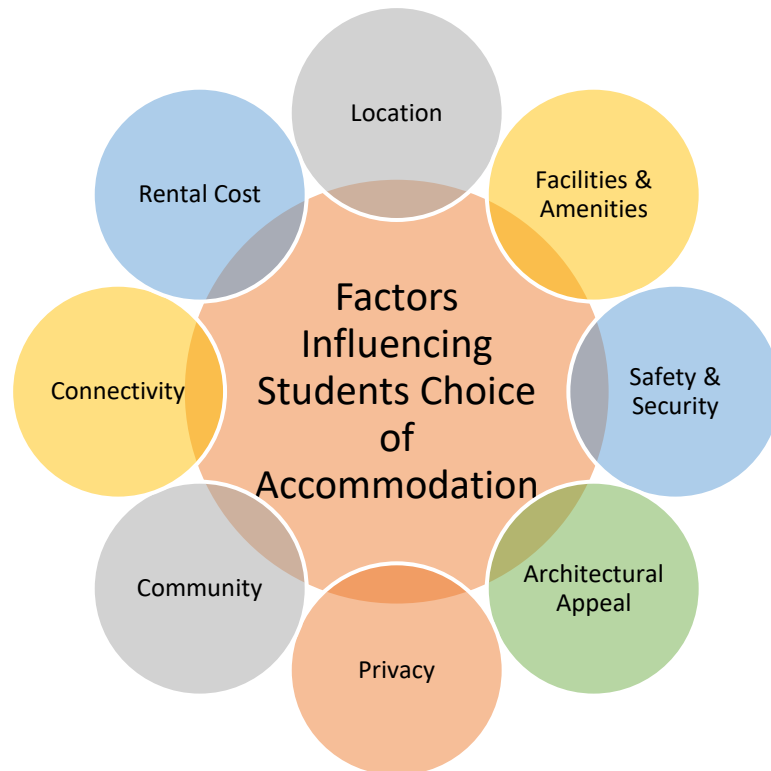 Location
Facilities &
Amenities
Rental Cost
Factors
Influencing
Students Choice
of
Accommodation
Connectivity
Safety &
Security
Community
Architectural
Appeal
Privacy